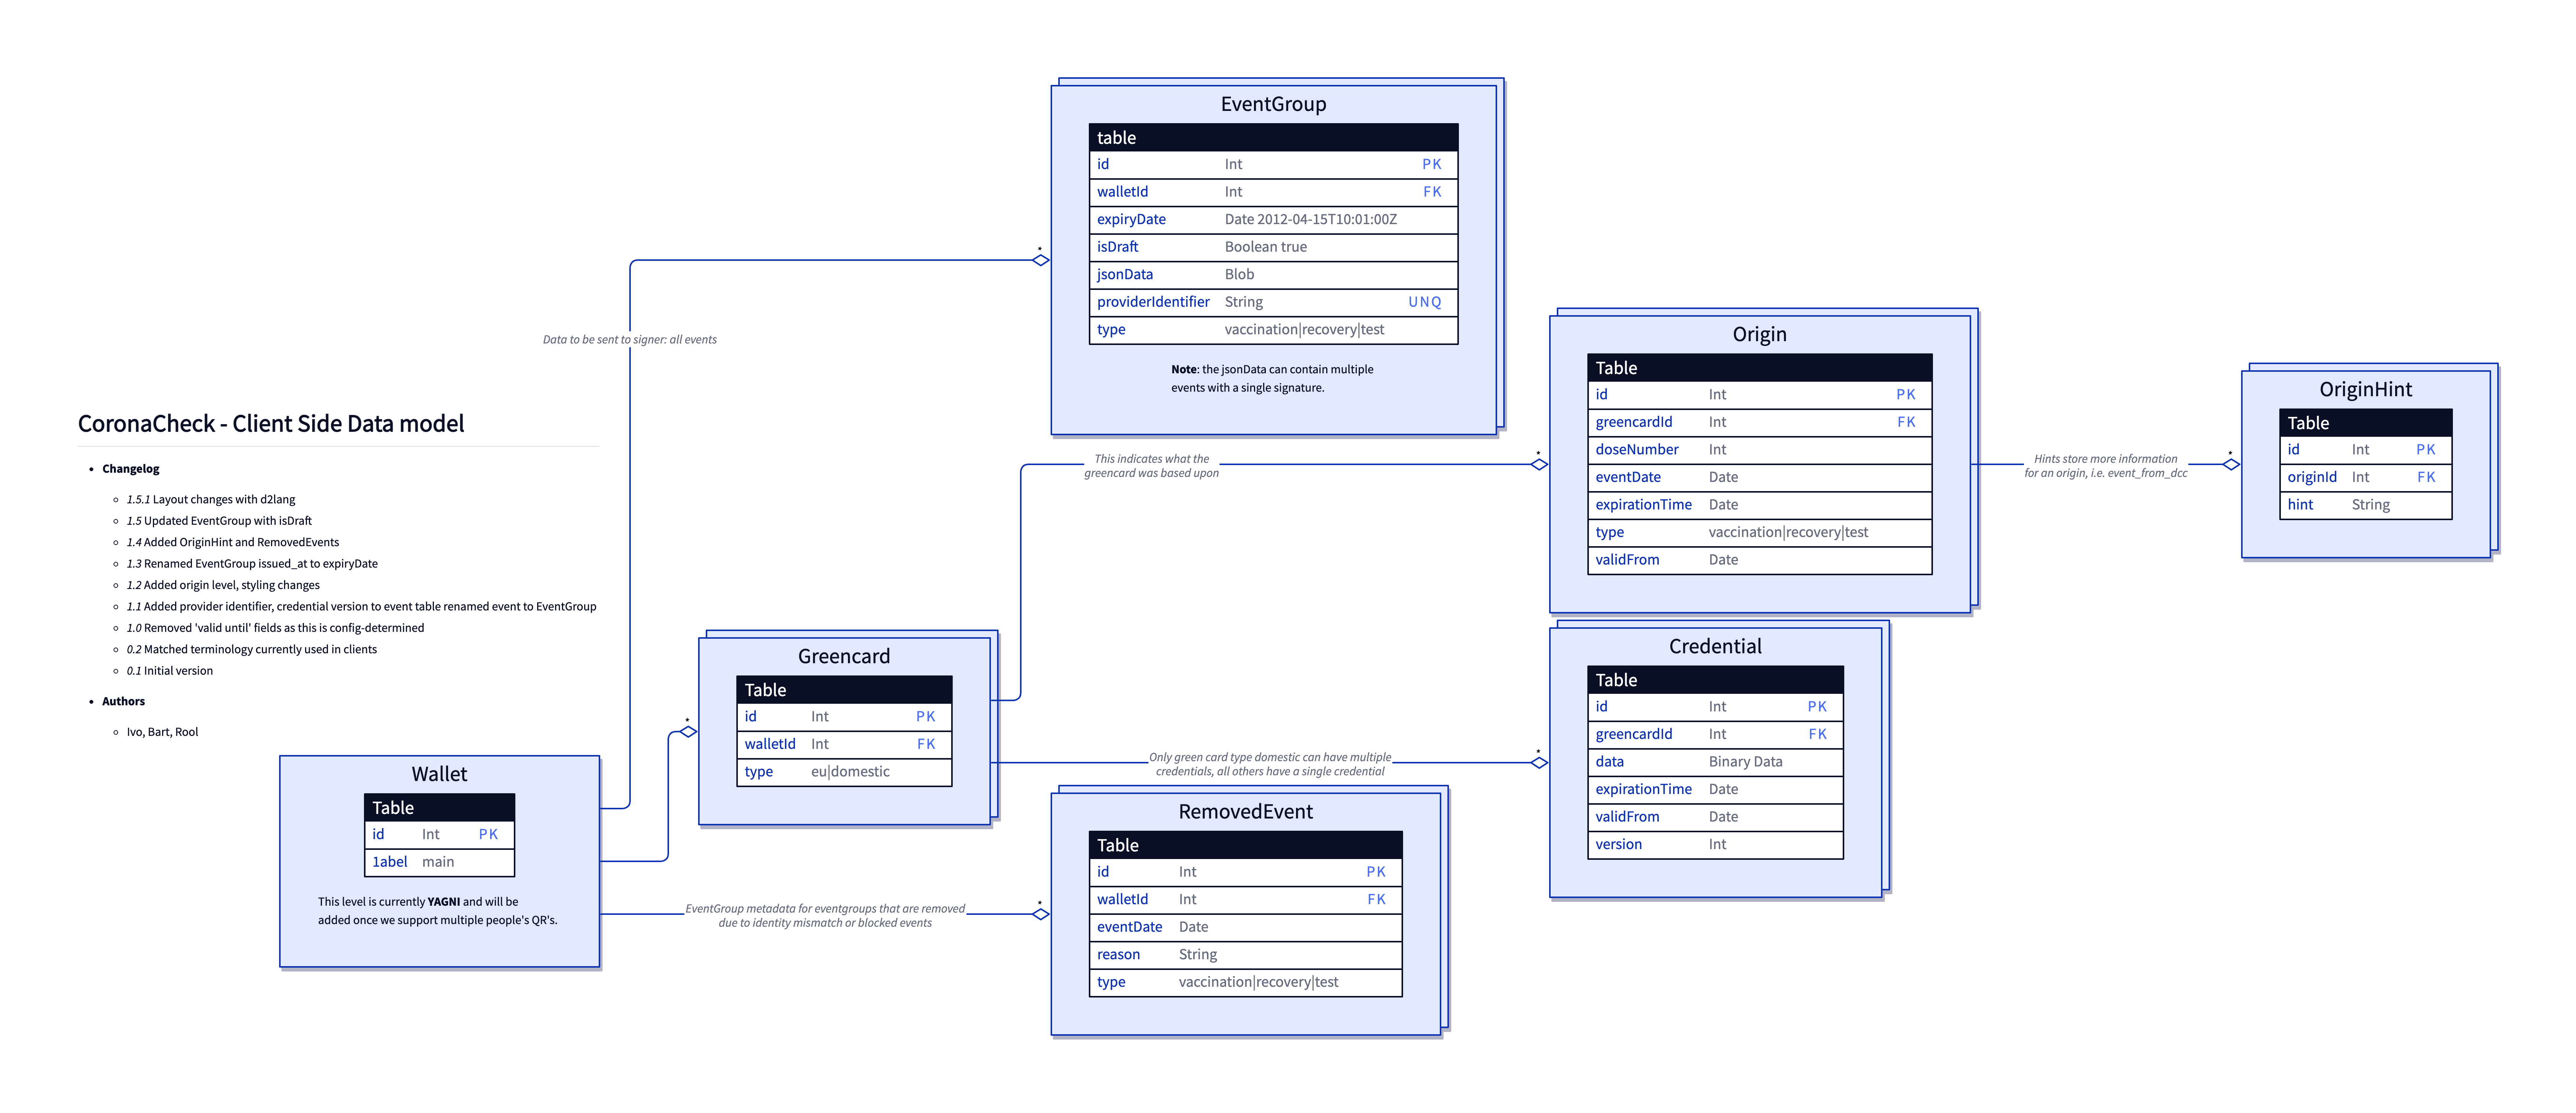 CoronaCheck - Client Side Data model
Changelog
1.5.1 Layout changes with d2lang
1.5 Updated EventGroup with isDraft
1.4 Added OriginHint and RemovedEvents
1.3 Renamed EventGroup issued_at to expiryDate
1.2 Added origin level, styling changes
1.1 Added provider identifier, credential version to event table renamed event to EventGroup
1.0 Removed 'valid until' fields as this is config-determined
0.2 Matched terminology currently used in clients
0.1 Initial version
Authors
Ivo, Bart, Rool
Wallet
Table
id Int PK
1abel main
This level is currently YAGNI and will be
added once we support multiple people's QR's.
Data to be sent to signer: all events
*
EventGroup
table
id Int PK
walletId Int FK
expiryDate Date 2012-04-15T10:01:00Z
isDraft Boolean true
jsonData Blob
providerIdentifier String UNQ
type vaccination|recovery|test
Note: the jsonData can contain multiple
events with a single signature.
*
Greencard
Table
id Int PK
walletId Int FK
type eu|domestic
EventGroup metadata for eventgroups that are removed
due to identity mismatch or blocked events
*
RemovedEvent
Table
id Int PK
walletId Int FK
eventDate Date
reason String
type vaccination|recovery|test
This indicates what the
greencard was based upon
*
Origin
Table
id Int PK
greencardId Int FK
doseNumber Int
eventDate Date
expirationTime Date
type vaccination|recovery|test
validFrom Date
Only green card type domestic can have multiple
credentials, all others have a single credential
*
Credential
Table
id Int PK
greencardId Int FK
data Binary Data
expirationTime Date
validFrom Date
version Int
Hints store more information
for an origin, i.e. event_from_dcc
*
OriginHint
Table
id Int PK
originId Int FK
hint String